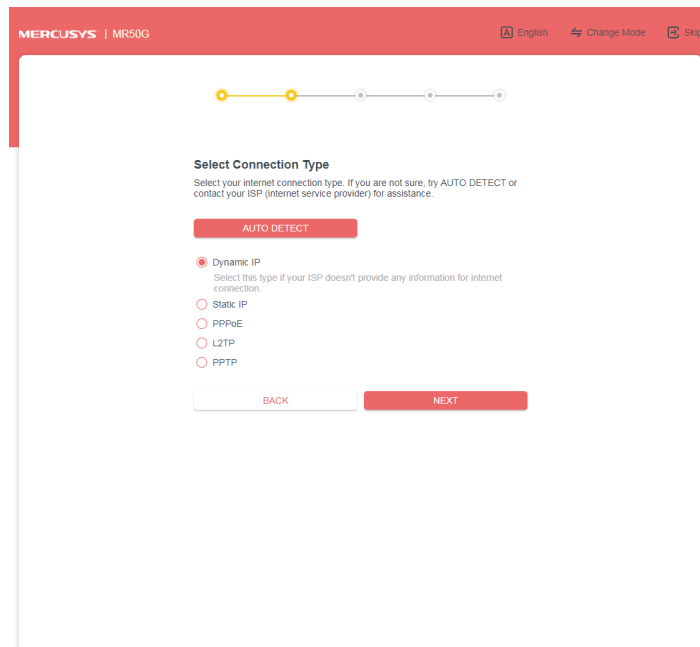 MERCUSYS | MR50G
English
Change Mode
Skip
Select Connection Type
Select your internet connection type. If you are not sure, try AUTO DETECT or
contact your ISP (internet service provider) for assistance.
AUTO DETECT
Dynamic IP
Select this type if your ISP doesn't provide any information for internet
connection.
Static IP
PPPoE
L2TP
PPTP
BACK
NEXT